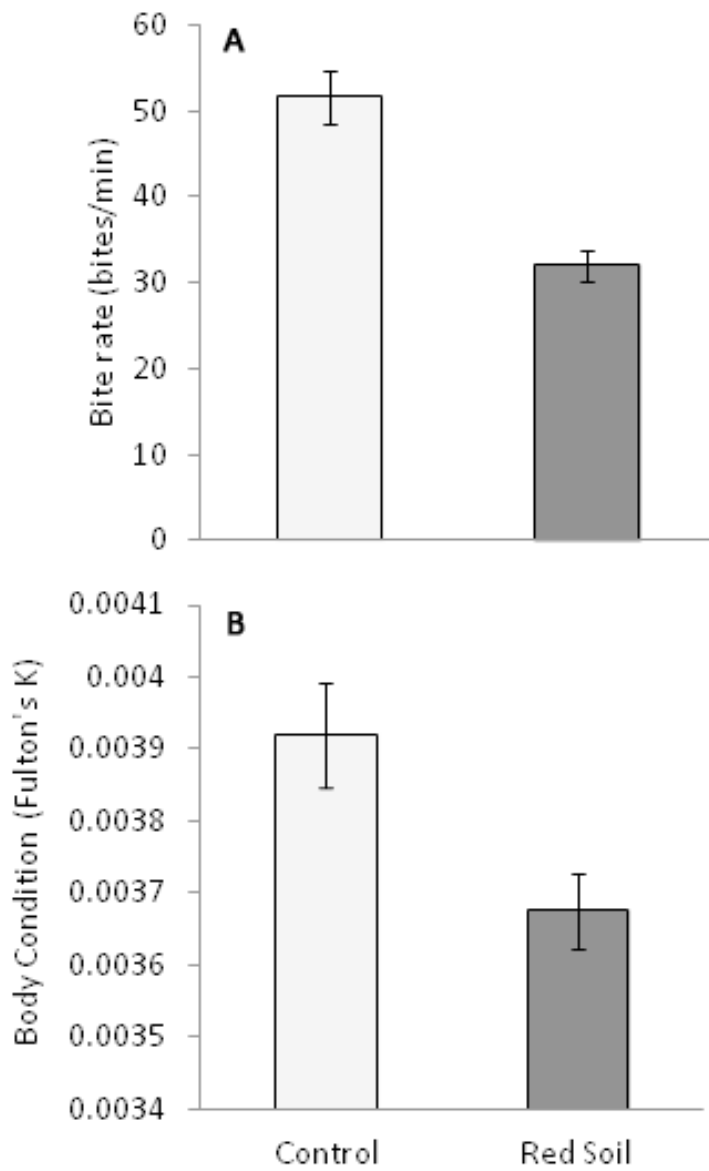 A
Bite rate (bites/min)
60
50
40
30
20
10
0
B
Body Condition (Fulton's K)
0.0041
0.004
0.0039
0.0038
0.0037
0.0036
0.0035
0.0034
Control
Red Soil